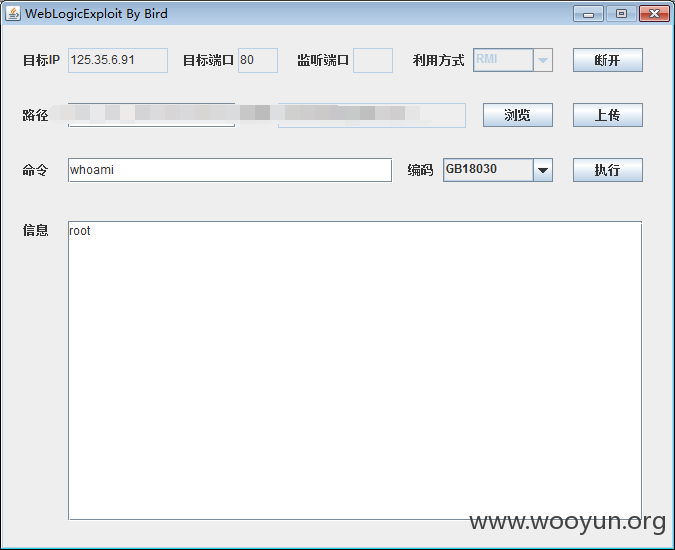 WebLogicExploit By Bird
目标IP 125.35.6.91 目标端口 80 监听端口 利用方式 RMI 断开
路径 浏览 上传
命令 whoami 编码 GB18030 执行
信息 root
www.wooyun.org